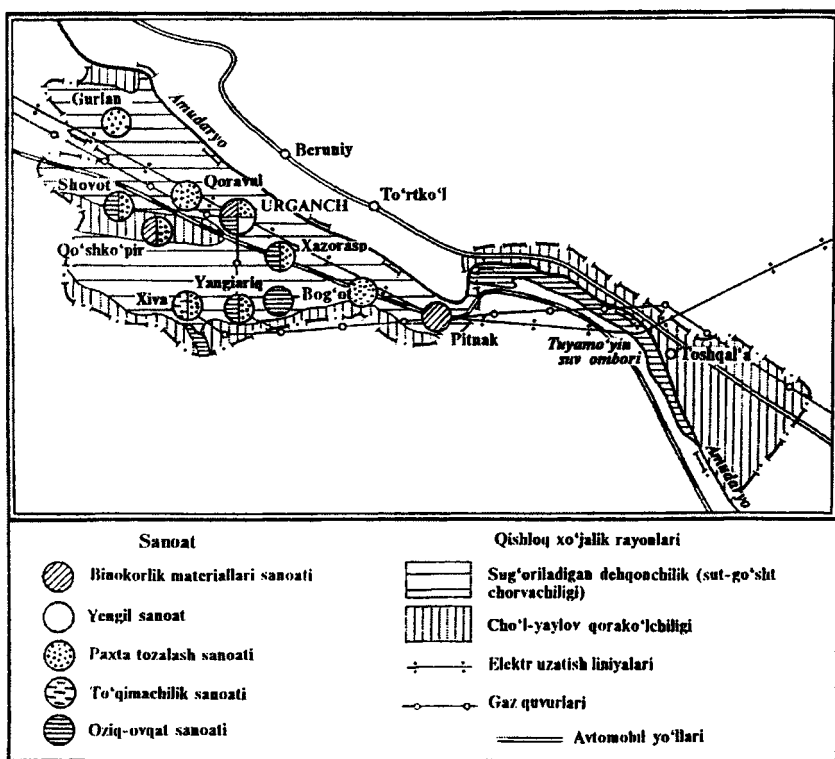 Gurlan
Amudaryo
Beruniy
To'rtko'l
Shovot
Qoravul
URGANCH
Qo'shko'pir
Xazorasp
Yangiariq
Xiva
Bog'ot
Pitnak
Tuyamo'yin
suv ombori
Toshqal'a
Amudaryo
Sanoat
Binokorlik materiallari sanoati
Yengil sanoat
Paxta tozalash sanoati
To'qimachilik sanoati
Oziq-ovqat sanoati
Qishloq xo'jalik rayonlari
Sug'oriladigan dehqonchilik (sut-go'sht
chorvachiligi)
Cho'l-yaylov qorako'lchiligi
Elektr uzatish liniyalari
Gaz quvurlari
Avtomobil yo'llari